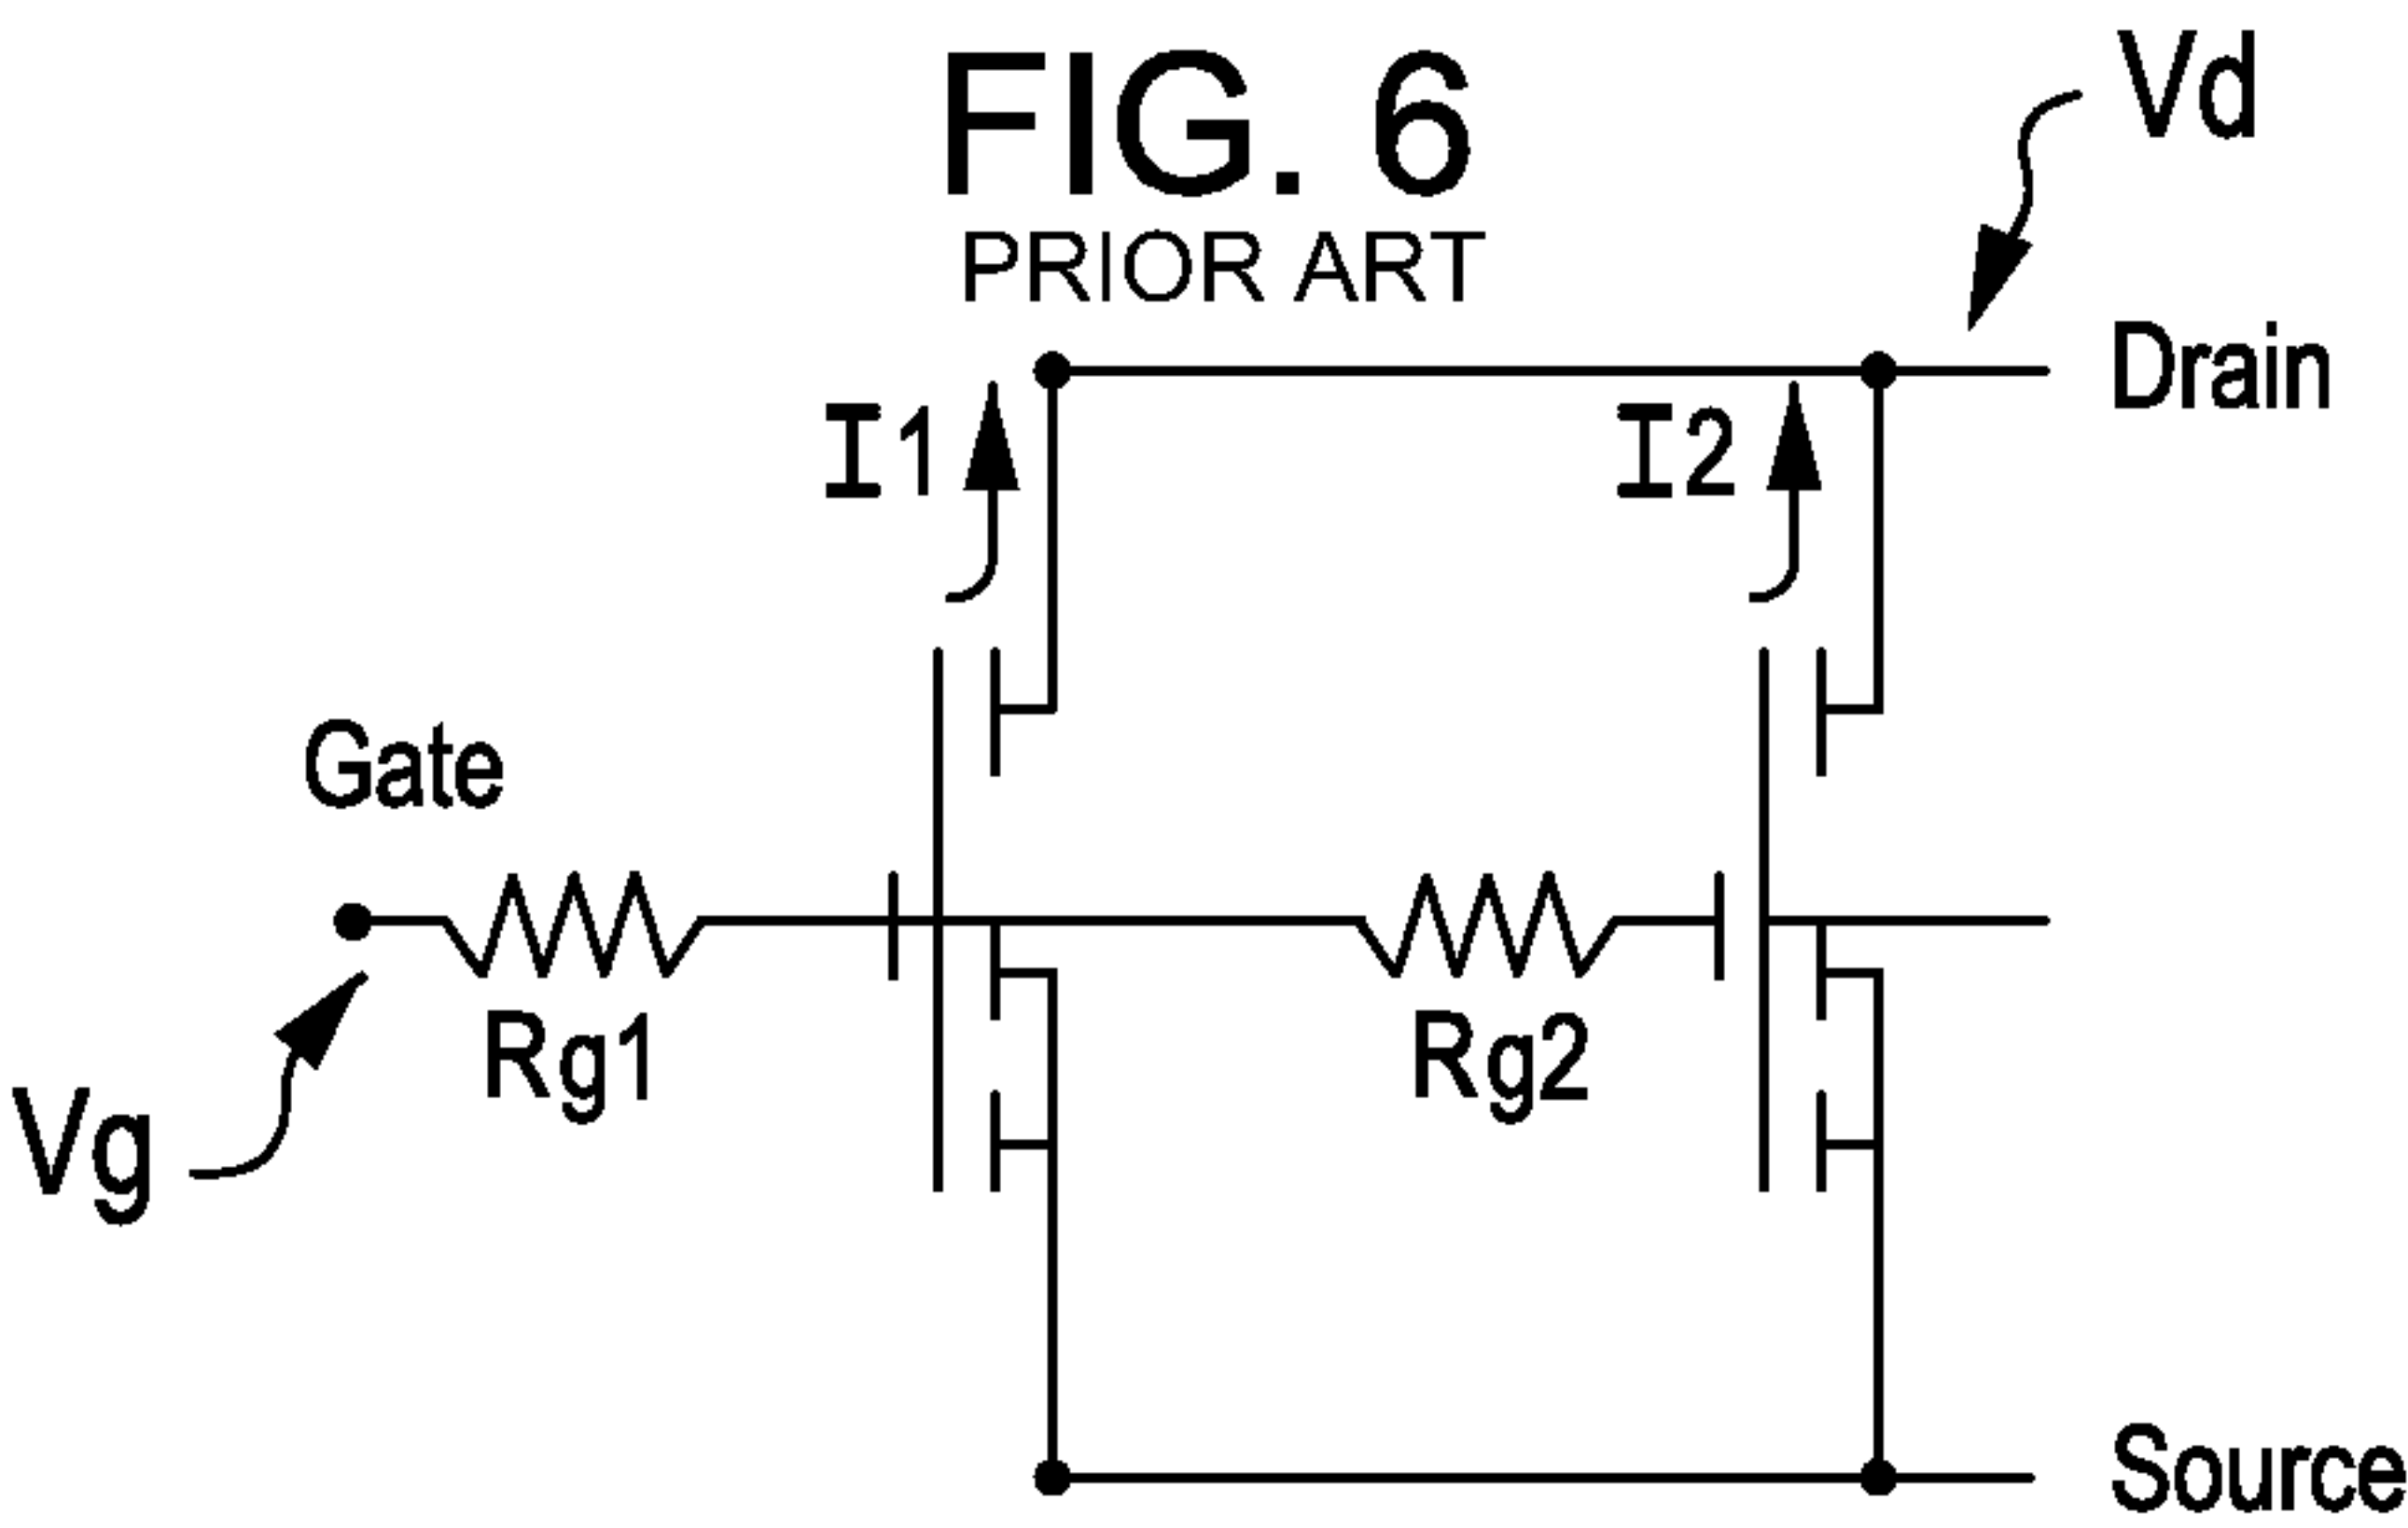 FIG. 6
PRIOR ART
Vd
Drain
I1
I2
Gate
Rg1
Rg2
Vg
Source